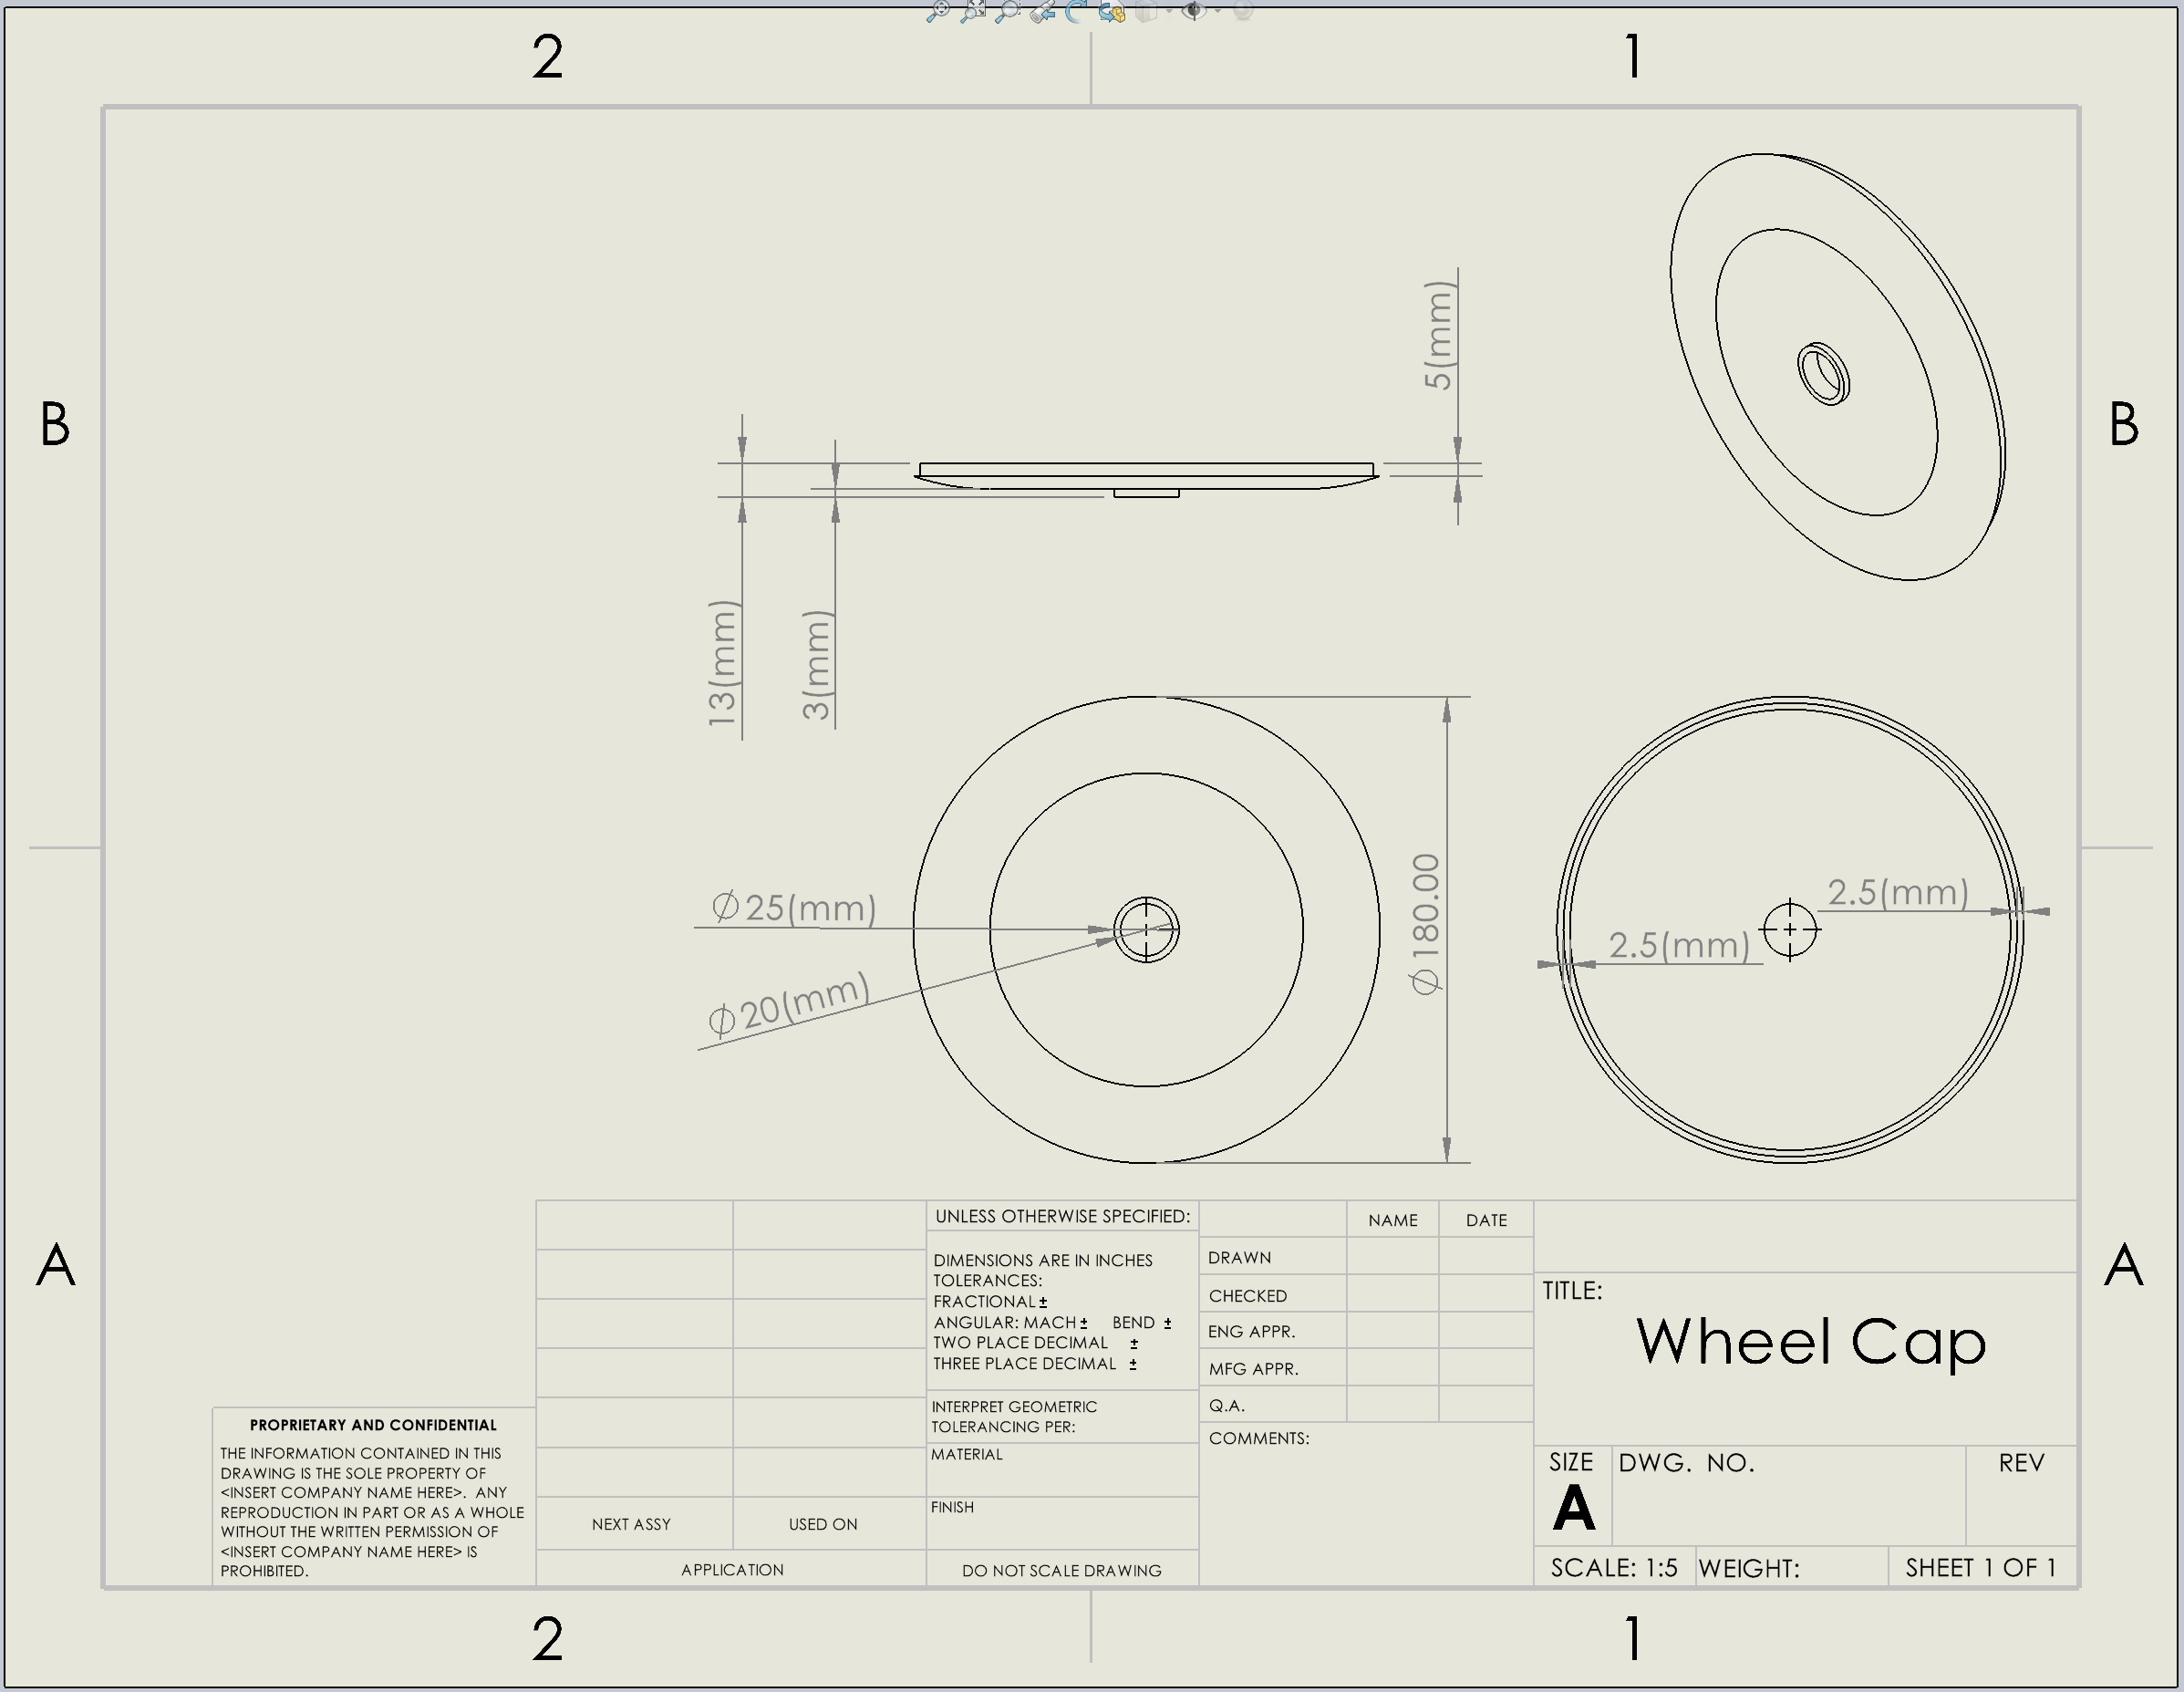 2 1
B B
5(mm)
13(mm)
3(mm)
∅25(mm)
∅20(mm)
∅180.00
2.5(mm)
2.5(mm)
A A
UNLESS OTHERWISE SPECIFIED:
DIMENSIONS ARE IN INCHES
TOLERANCES:
FRACTIONAL±
ANGULAR: MACH± BEND ±
TWO PLACE DECIMAL ±
THREE PLACE DECIMAL ±
INTERPRET GEOMETRIC
TOLERANCING PER:
MATERIAL
FINISH
DO NOT SCALE DRAWING
NAME DATE
DRAWN
CHECKED
ENG APPR.
MFG APPR.
Q.A.
COMMENTS:
TITLE:
Wheel Cap
SIZE DWG. NO. REV
A
SCALE: 1:5 WEIGHT: SHEET 1 OF 1
PROPRIETARY AND CONFIDENTIAL
THE INFORMATION CONTAINED IN THIS
DRAWING IS THE SOLE PROPERTY OF
<INSERT COMPANY NAME HERE>. ANY
REPRODUCTION IN PART OR AS A WHOLE
WITHOUT THE WRITTEN PERMISSION OF
<INSERT COMPANY NAME HERE> IS
PROHIBITED.
NEXT ASSY USED ON
APPLICATION
2 1